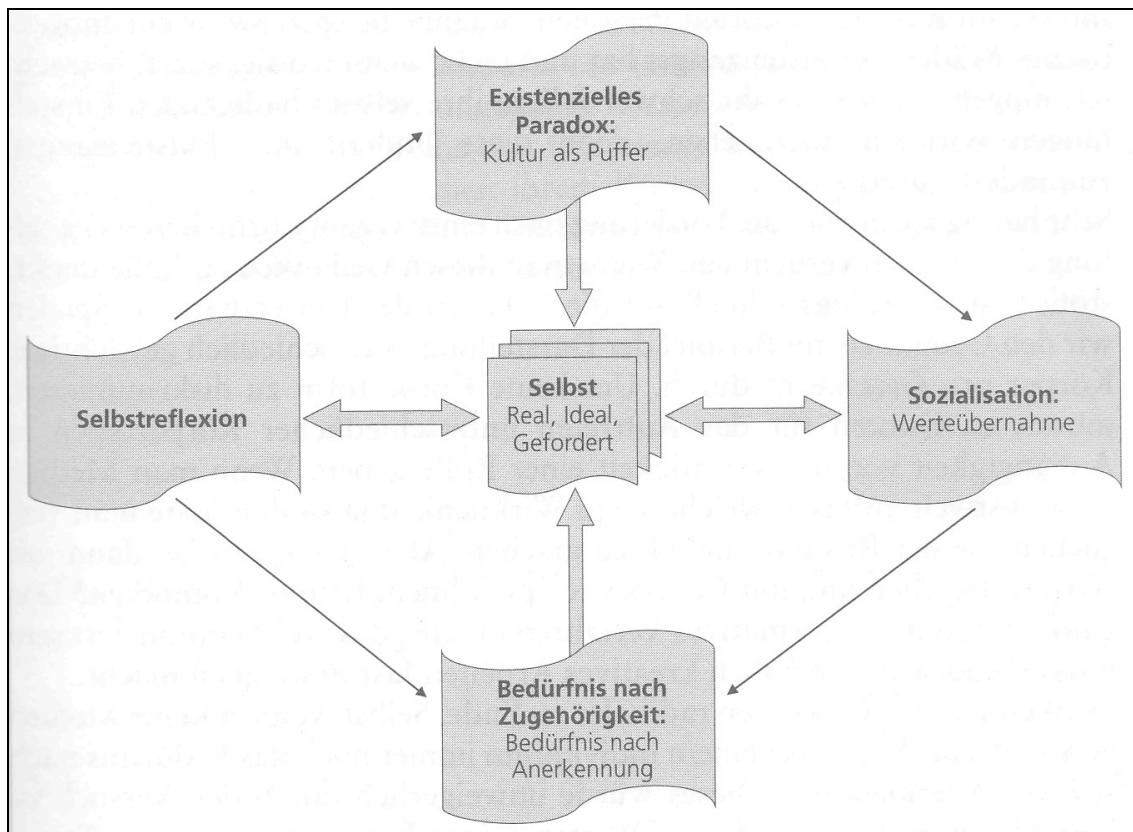 Existenzielles
Paradox:
Kultur als Puffer
Selbstreflexion
Selbst
Real, Ideal,
Gefordert
Sozialisation:
Werteübernahme
Bedürfnis nach
Zugehörigkeit:
Bedürfnis nach
Anerkennung